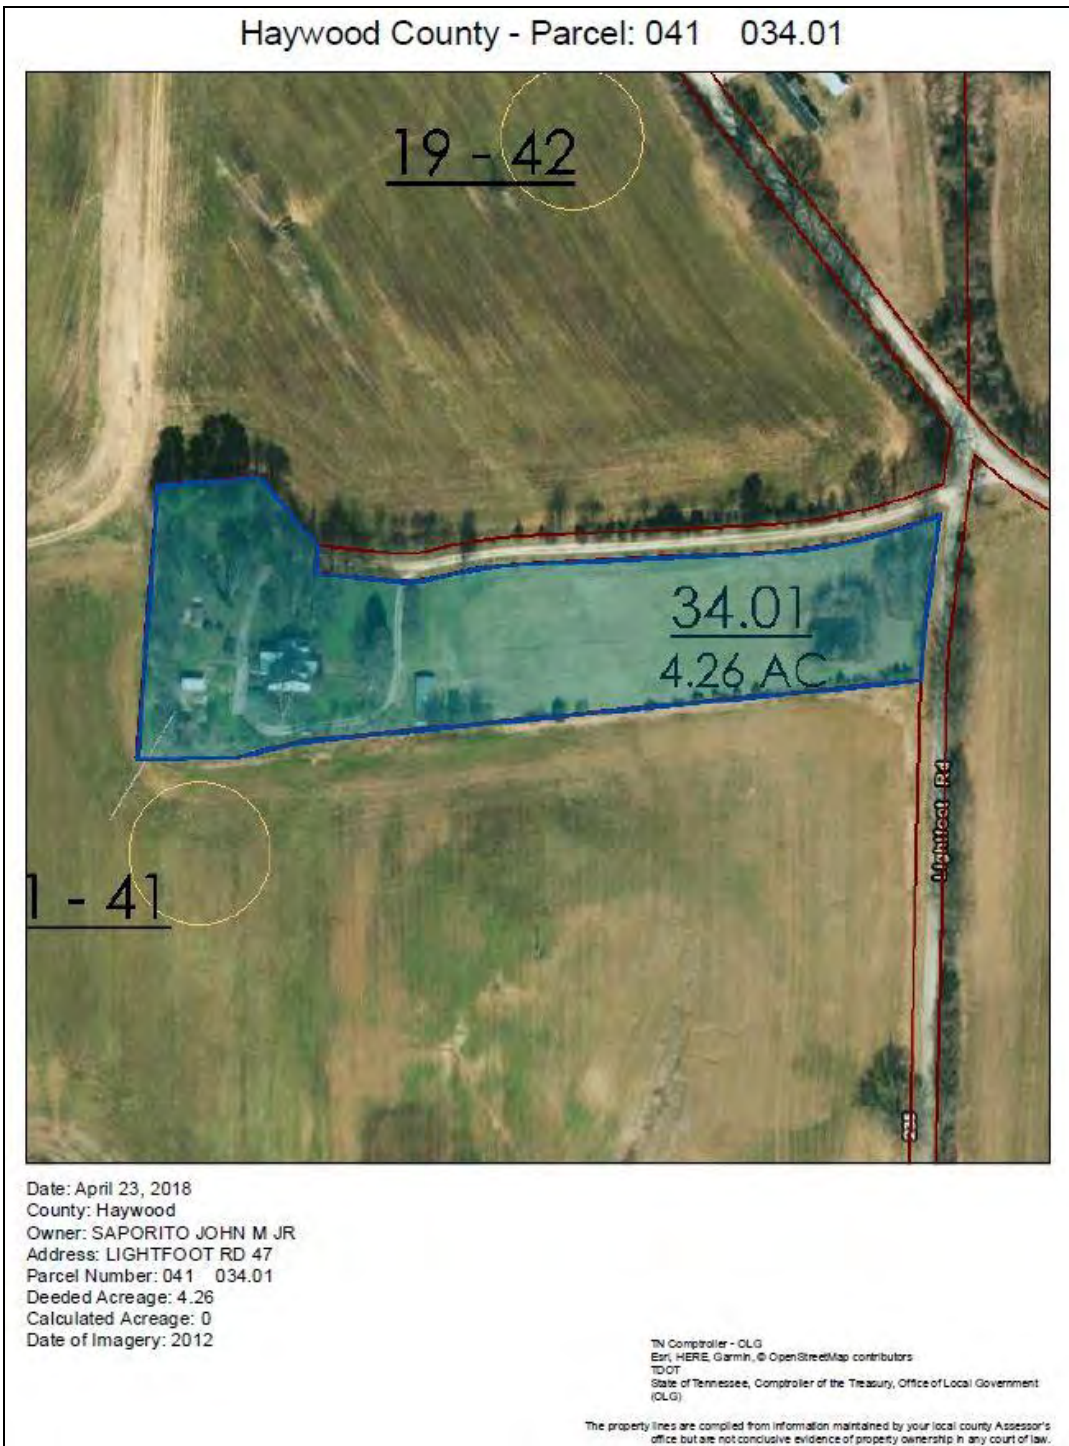 Haywood County - Parcel: 041 034.01
19 - 42
34.01
4.26 AC
Lightfoot Rd
1 - 41
235
Date: April 23, 2018
County: Haywood
Owner: SAPORITO JOHN M JR
Address: LIGHTFOOT RD 47
Parcel Number: 041 034.01
Deeded Acreage: 4.26
Calculated Acreage: 0
Date of Imagery: 2012
TN Comptroller - OLG
Esri, HERE, Garmin, © OpenStreetMap contributors
TDOT
State of Tennessee, Comptroller of the Treasury, Office of Local Government
(OLG)
The property lines are compiled from information maintained by your local county Assessor's
office but are not conclusive evidence of property ownership in any court of law.